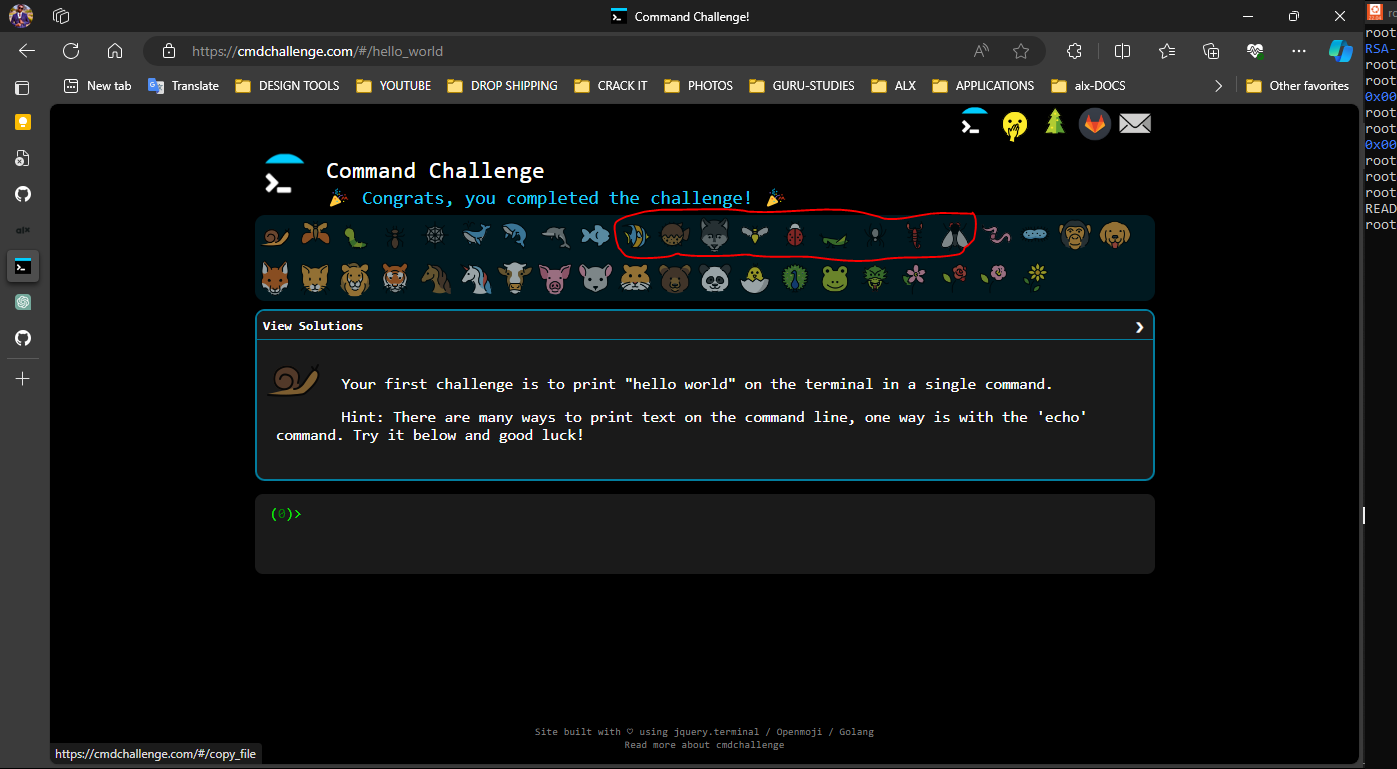 Command Challenge!
https://cmdchallenge.com/#/hello_world
New tab Translate DESIGN TOOLS YOUTUBE DROP SHIPPING CRACK IT PHOTOS GURU-STUDIES ALX APPLICATIONS alx-DOCS Other favorites
Command Challenge
Congrats, you completed the challenge!
View Solutions
Your first challenge is to print "hello world" on the terminal in a single command.
Hint: There are many ways to print text on the command line, one way is with the 'echo'
command. Try it below and good luck!
(0)>
Site built with ♡ using jquery.terminal / Openmoji / Golang
Read more about cmdchallenge
https://cmdchallenge.com/#/copy_file
alx
root
RSA-
root
root
0x00
root
root
0x00
root
root
root
READ
root